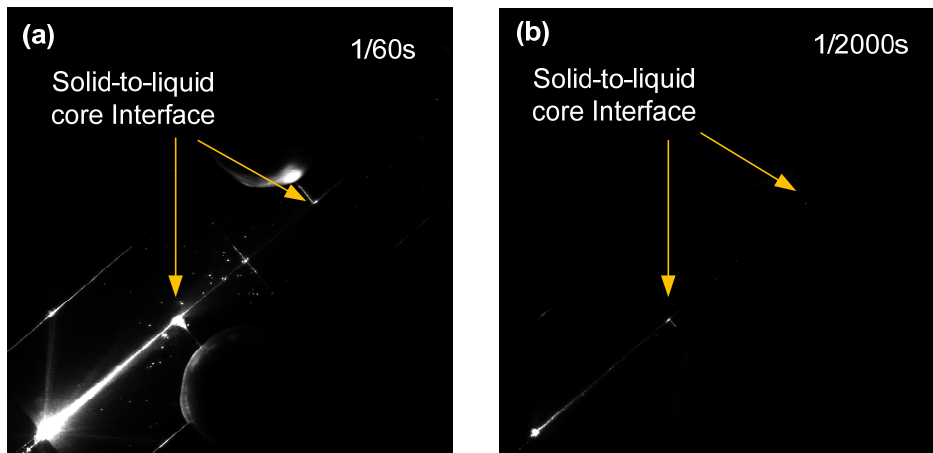 (a)
1/60s
Solid-to-liquid
core Interface
(b)
1/2000s
Solid-to-liquid
core Interface